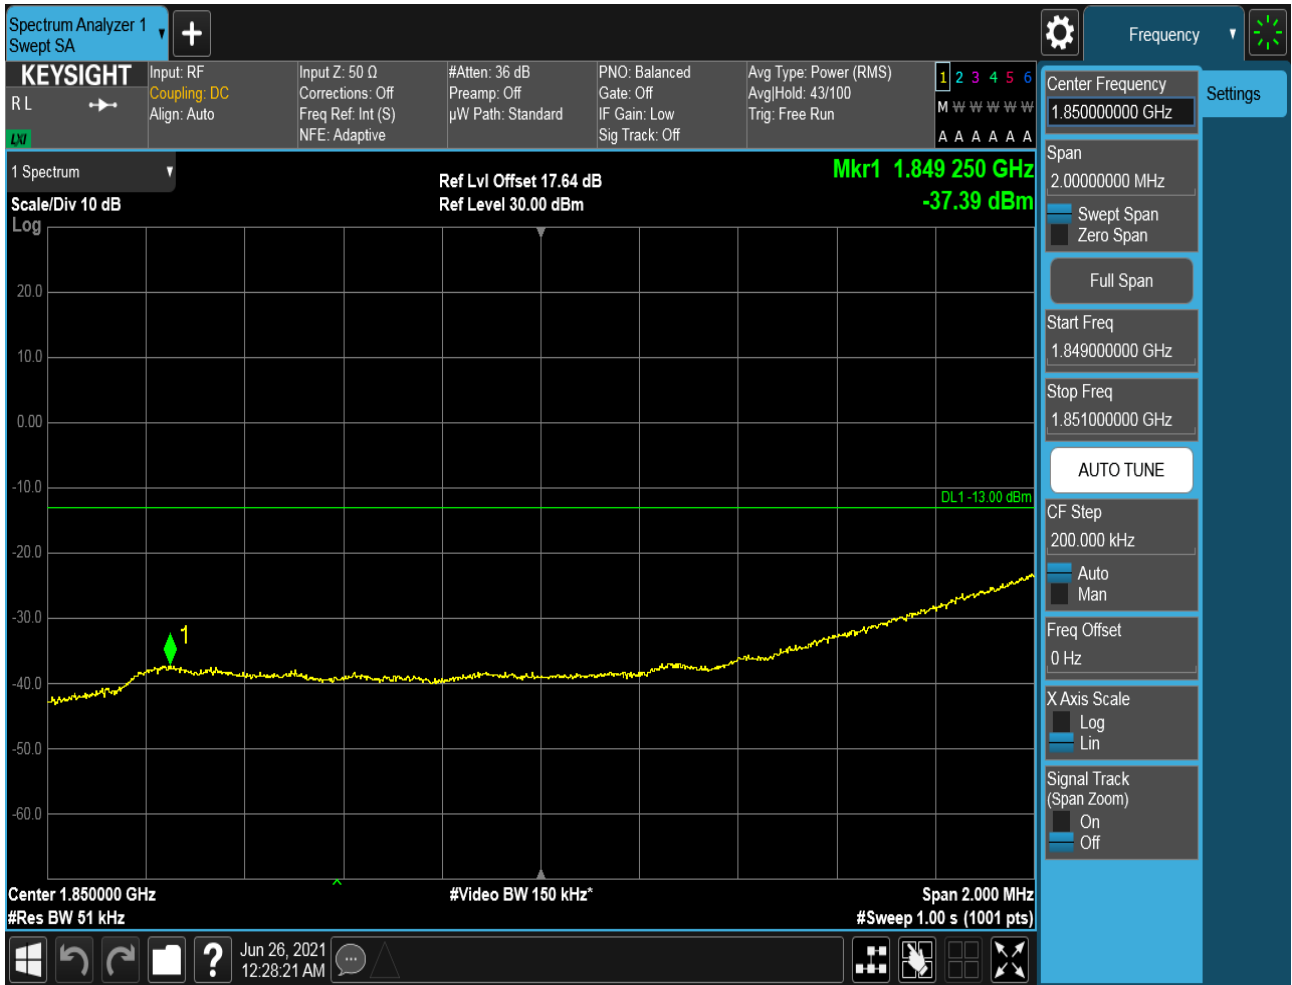 Spectrum Analyzer 1
Swept SA
Frequency
KEYSIGHT
R L
LXI
Input: RF
Coupling: DC
Align: Auto
Input Z: 50 Ω
Corrections: Off
Freq Ref: Int (S)
NFE: Adaptive
#Atten: 36 dB
Preamp: Off
µW Path: Standard
PNO: Balanced
Gate: Off
IF Gain: Low
Sig Track: Off
Avg Type: Power (RMS)
Avg|Hold: 43/100
Trig: Free Run
1 2 3 4 5 6
M W W W W W
A A A A A A
1 Spectrum
Scale/Div 10 dB
Log
Ref Lvl Offset 17.64 dB
Ref Level 30.00 dBm
Mkr1 1.849 250 GHz
-37.39 dBm
20.0
10.0
0.00
-10.0
DL1 -13.00 dBm
-20.0
-30.0
1
-40.0
-50.0
-60.0
Center 1.850000 GHz
#Res BW 51 kHz
#Video BW 150 kHz*
Span 2.000 MHz
#Sweep 1.00 s (1001 pts)
?
Jun 26, 2021
12:28:21 AM
Center Frequency
1.850000000 GHz
Settings
Span
2.00000000 MHz
Swept Span
Zero Span
Full Span
Start Freq
1.849000000 GHz
Stop Freq
1.851000000 GHz
AUTO TUNE
CF Step
200.000 kHz
Auto
Man
Freq Offset
0 Hz
X Axis Scale
Log
Lin
Signal Track
(Span Zoom)
On
Off